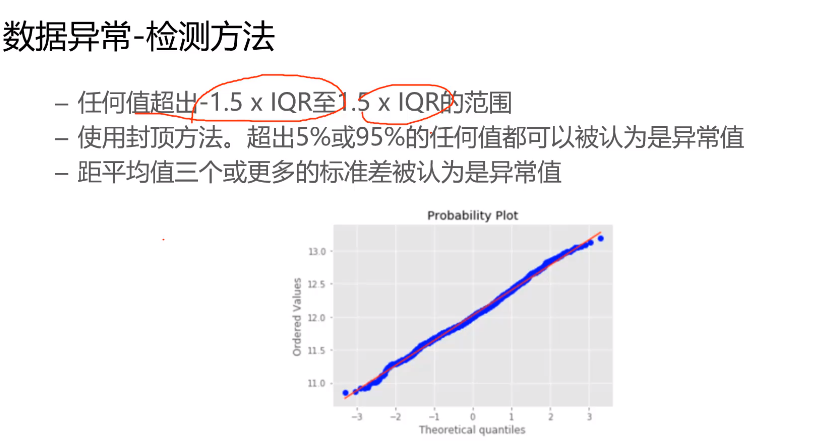 数据异常-检测方法
– 任何值超出-1.5 x IQR至1.5 x IQR的范围
– 使用封顶方法。超出5%或95%的任何值都可以被认为是异常值
– 距平均值三个或更多的标准差被认为是异常值
Probability Plot
Ordered Values
13.0
12.5
12.0
11.5
11.0
−3 −2 −1 0 1 2 3
Theoretical quantiles